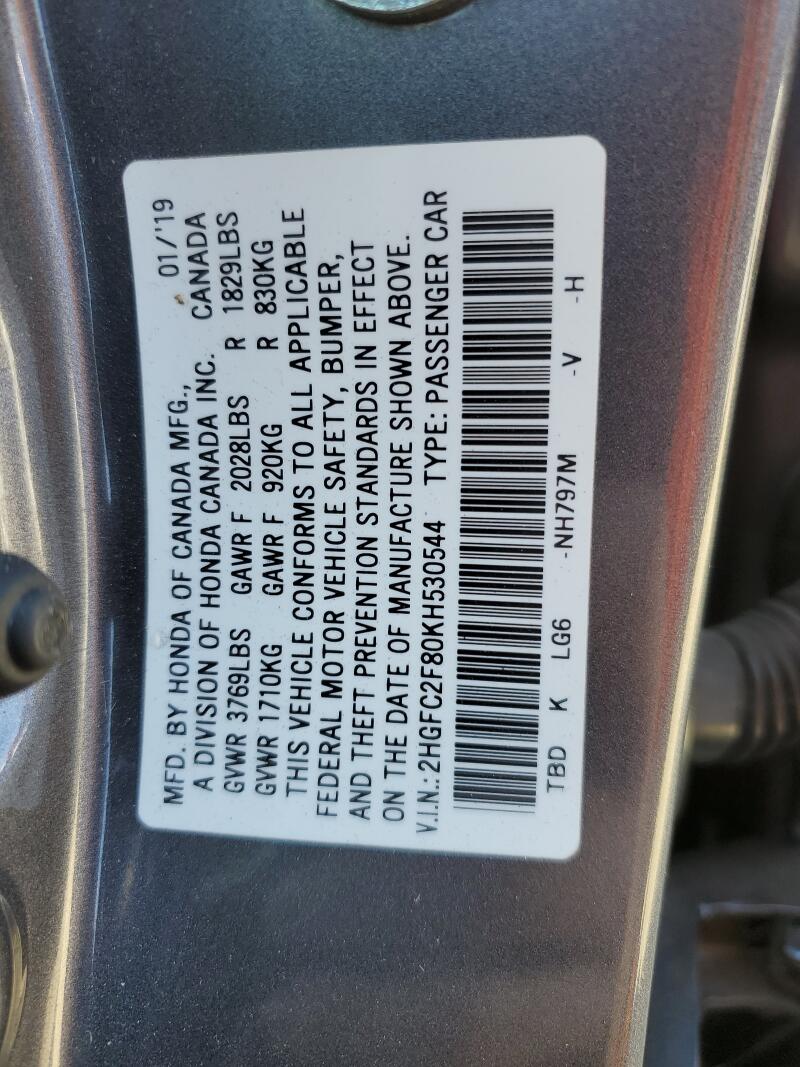 MFD. BY HONDA OF CANADA MFG., 01/'19
A DIVISION OF HONDA CANADA INC. CANADA
GVWR 3769LBS GAWR F 2028LBS R 1829LBS
GVWR 1710KG GAWR F 920KG R 830KG
THIS VEHICLE CONFORMS TO ALL APPLICABLE
FEDERAL MOTOR VEHICLE SAFETY, BUMPER,
AND THEFT PREVENTION STANDARDS IN EFFECT
ON THE DATE OF MANUFACTURE SHOWN ABOVE.
V.I.N.: 2HGFC2F80KH530544 TYPE: PASSENGER CAR
TBD K LG6 -NH797M -V -H